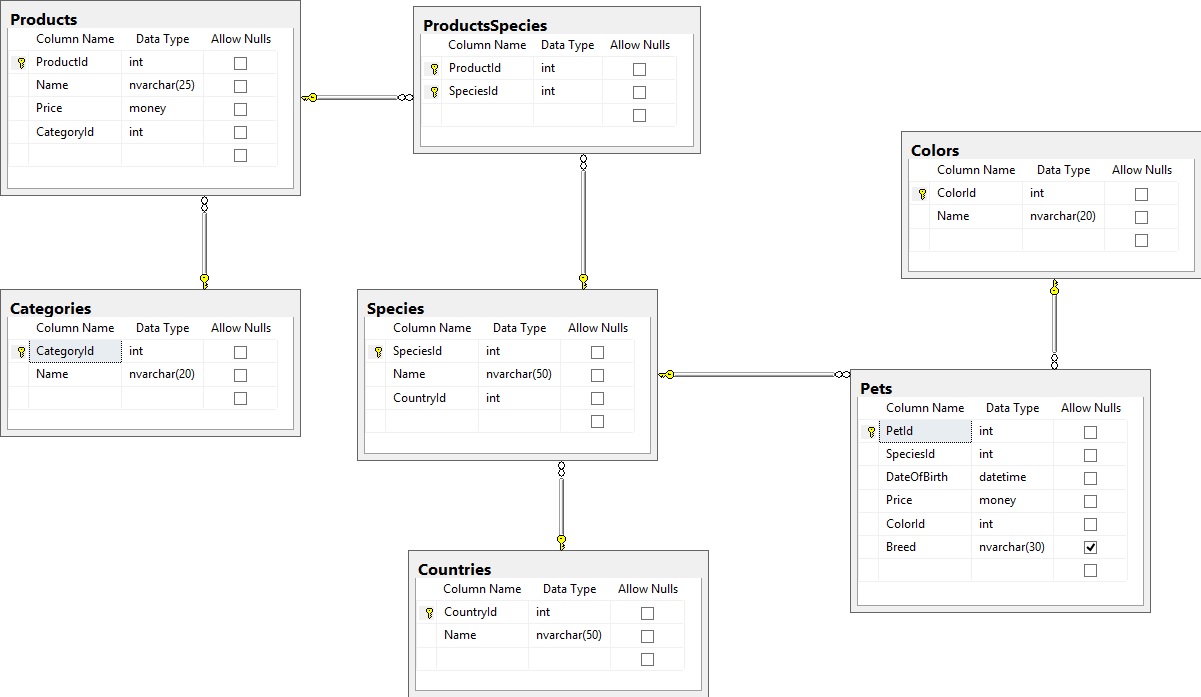 Products
Column Name Data Type Allow Nulls
ProductId int
Name nvarchar(25)
Price money
CategoryId int
ProductsSpecies
Column Name Data Type Allow Nulls
ProductId int
SpeciesId int
Colors
Column Name Data Type Allow Nulls
ColorId int
Name nvarchar(20)
Categories
Column Name Data Type Allow Nulls
CategoryId int
Name nvarchar(20)
Species
Column Name Data Type Allow Nulls
SpeciesId int
Name nvarchar(50)
CountryId int
Pets
Column Name Data Type Allow Nulls
PetId int
SpeciesId int
DateOfBirth datetime
Price money
ColorId int
Breed nvarchar(30)
Countries
Column Name Data Type Allow Nulls
CountryId int
Name nvarchar(50)